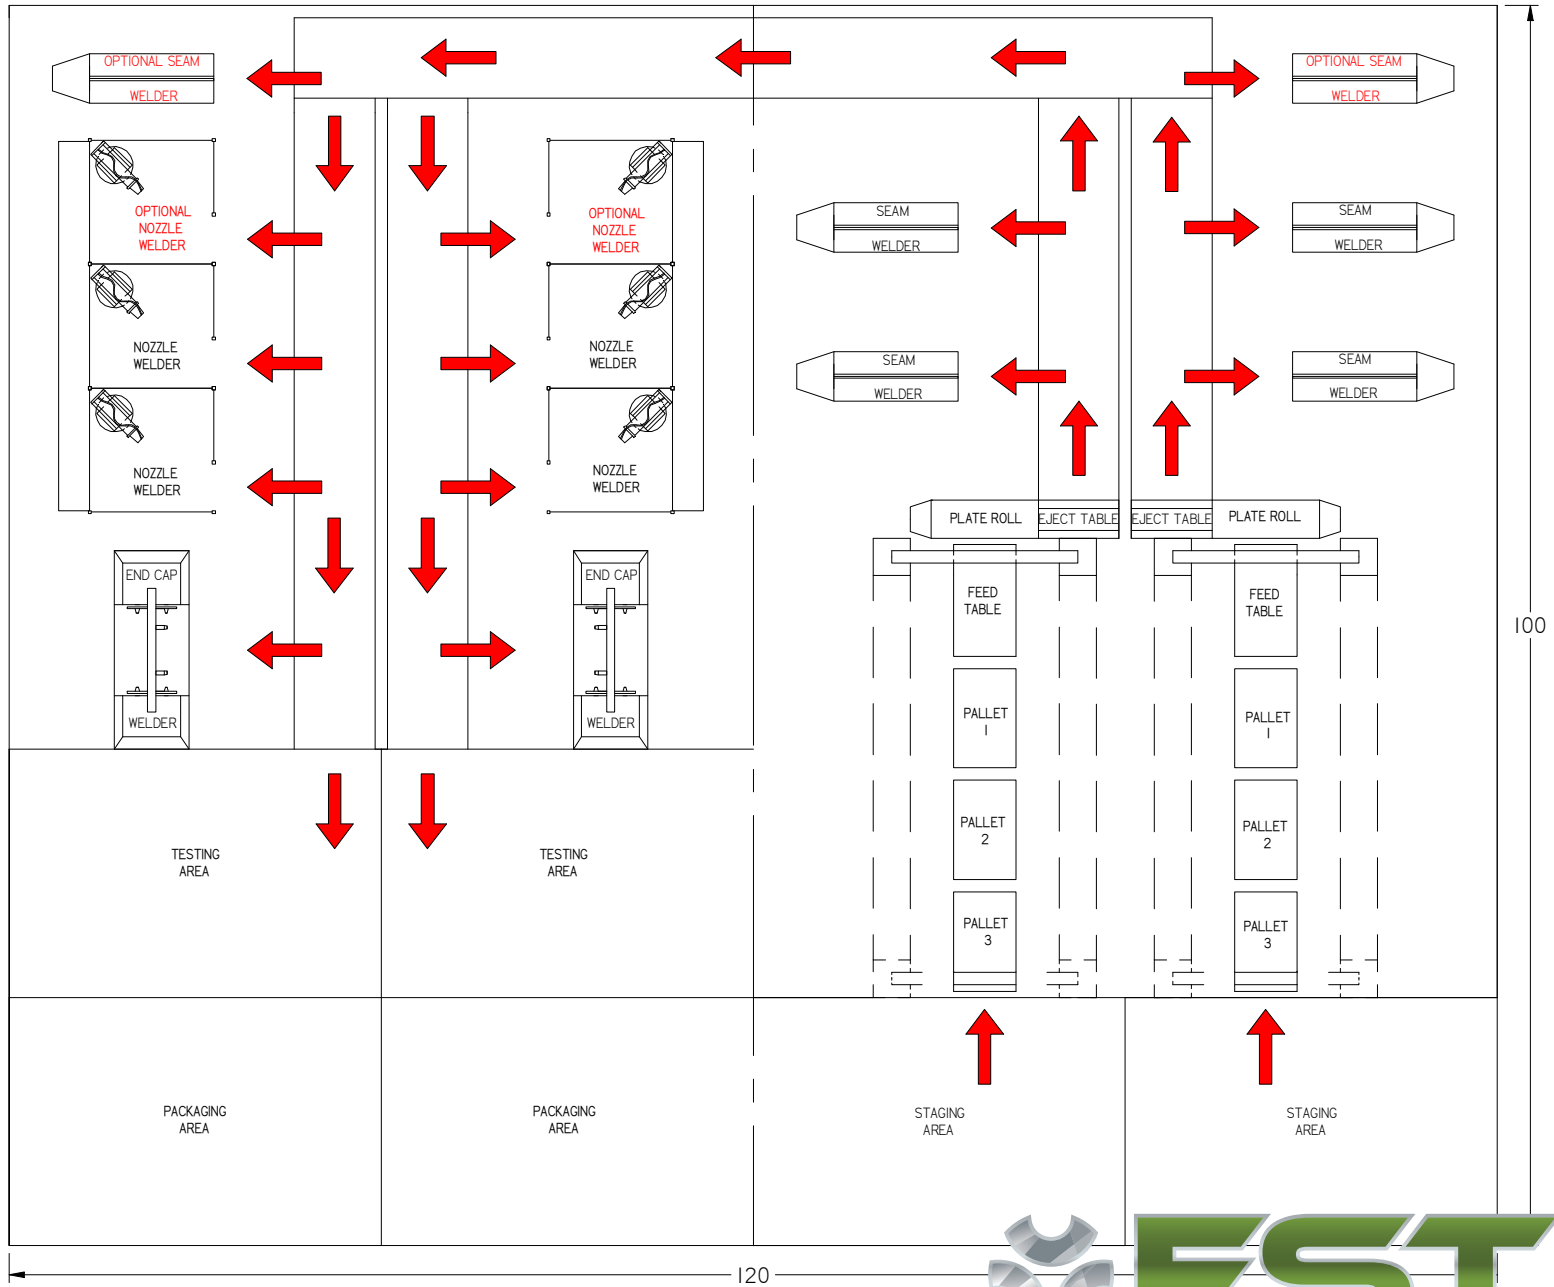 OPTIONAL SEAM
WELDER
OPTIONAL SEAM
WELDER
OPTIONAL
NOZZLE
WELDER
OPTIONAL
NOZZLE
WELDER
SEAM
WELDER
SEAM
WELDER
NOZZLE
WELDER
NOZZLE
WELDER
SEAM
WELDER
SEAM
WELDER
NOZZLE
WELDER
NOZZLE
WELDER
PLATE ROLL
EJECT TABLE
EJECT TABLE
PLATE ROLL
END CAP
WELDER
END CAP
WELDER
FEED
TABLE
FEED
TABLE
100
PALLET
1
PALLET
1
PALLET
2
PALLET
2
TESTING
AREA
TESTING
AREA
PALLET
3
PALLET
3
PACKAGING
AREA
PACKAGING
AREA
STAGING
AREA
STAGING
AREA
120
EST